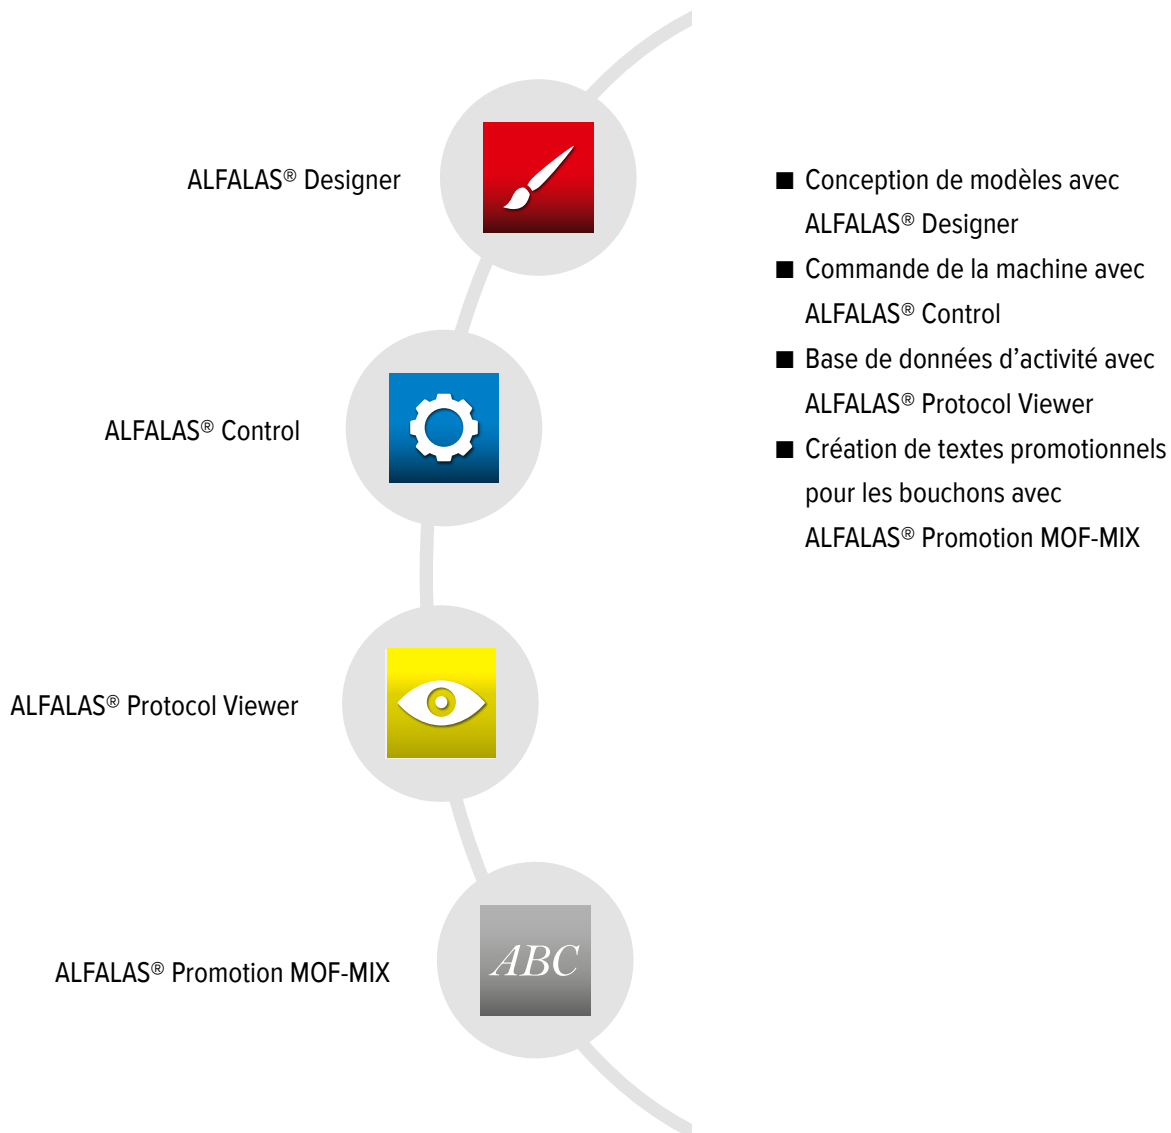 ALFALAS® Designer
ALFALAS® Control
ALFALAS® Protocol Viewer
ABC
ALFALAS® Promotion MOF-MIX
■ Conception de modèles avec
ALFALAS® Designer
■ Commande de la machine avec
ALFALAS® Control
■ Base de données d’activité avec
ALFALAS® Protocol Viewer
■ Création de textes promotionnels
pour les bouchons avec
ALFALAS® Promotion MOF-MIX